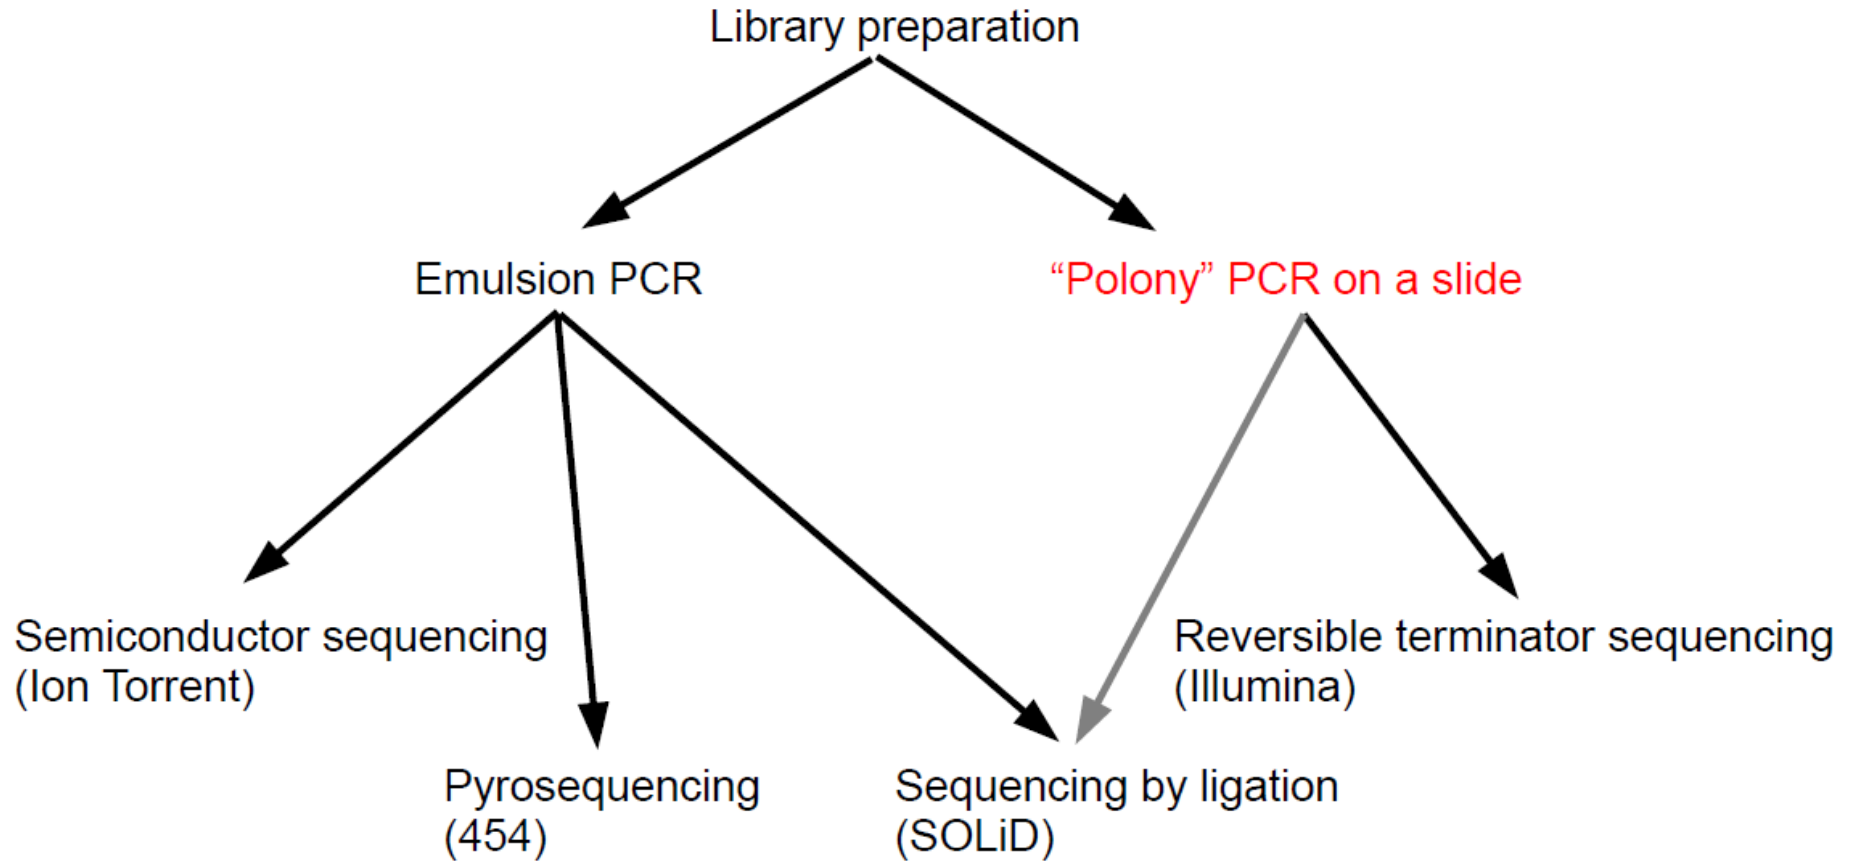 Library preparation
Emulsion PCR
“Polony” PCR on a slide
Semiconductor sequencing
(Ion Torrent)
Reversible terminator sequencing
(Illumina)
Pyrosequencing
(454)
Sequencing by ligation
(SOLiD)